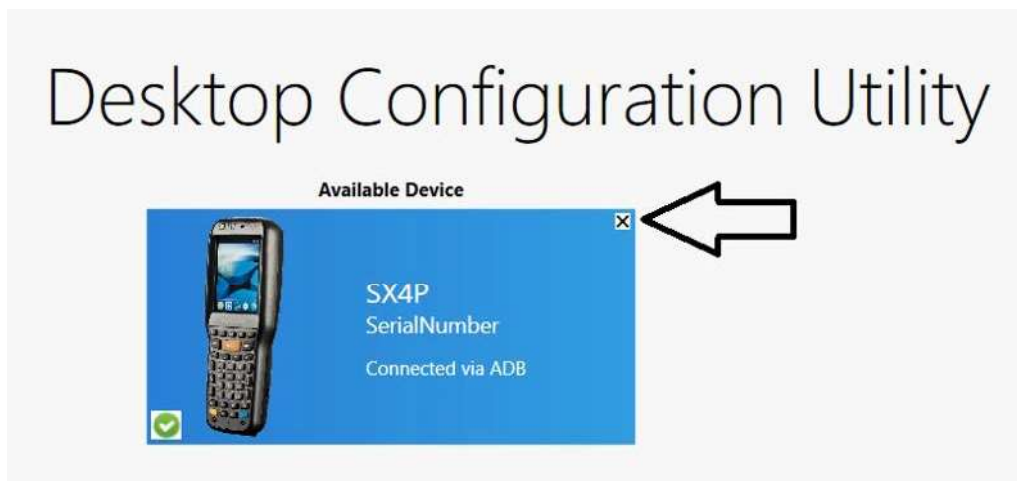 Desktop Configuration Utility
Available Device
SX4P
SerialNumber
Connected via ADB